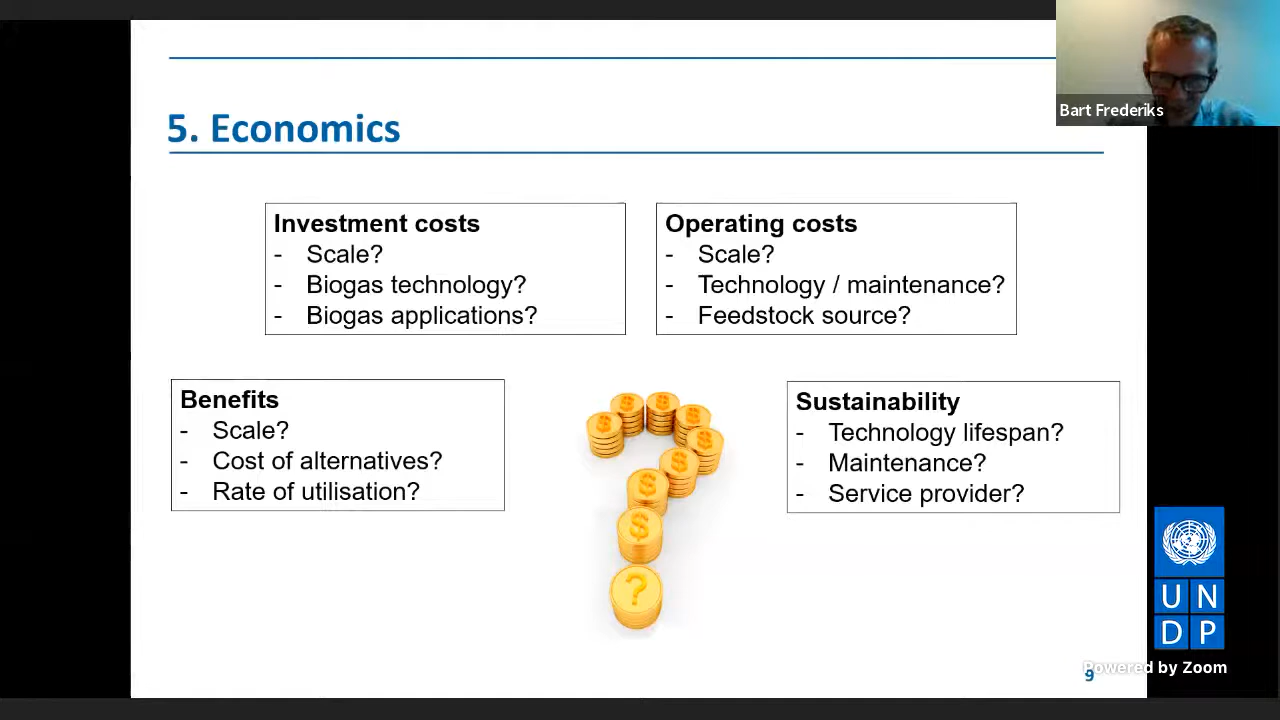 Bart Frederiks
5. Economics
Investment costs
- Scale?
- Biogas technology?
- Biogas applications?
Operating costs
- Scale?
- Technology / maintenance?
- Feedstock source?
Benefits
- Scale?
- Cost of alternatives?
- Rate of utilisation?
$ $ $ $ $ $ $ $ ?
Sustainability
- Technology lifespan?
- Maintenance?
- Service provider?
U N
D P
Powered by Zoom
9